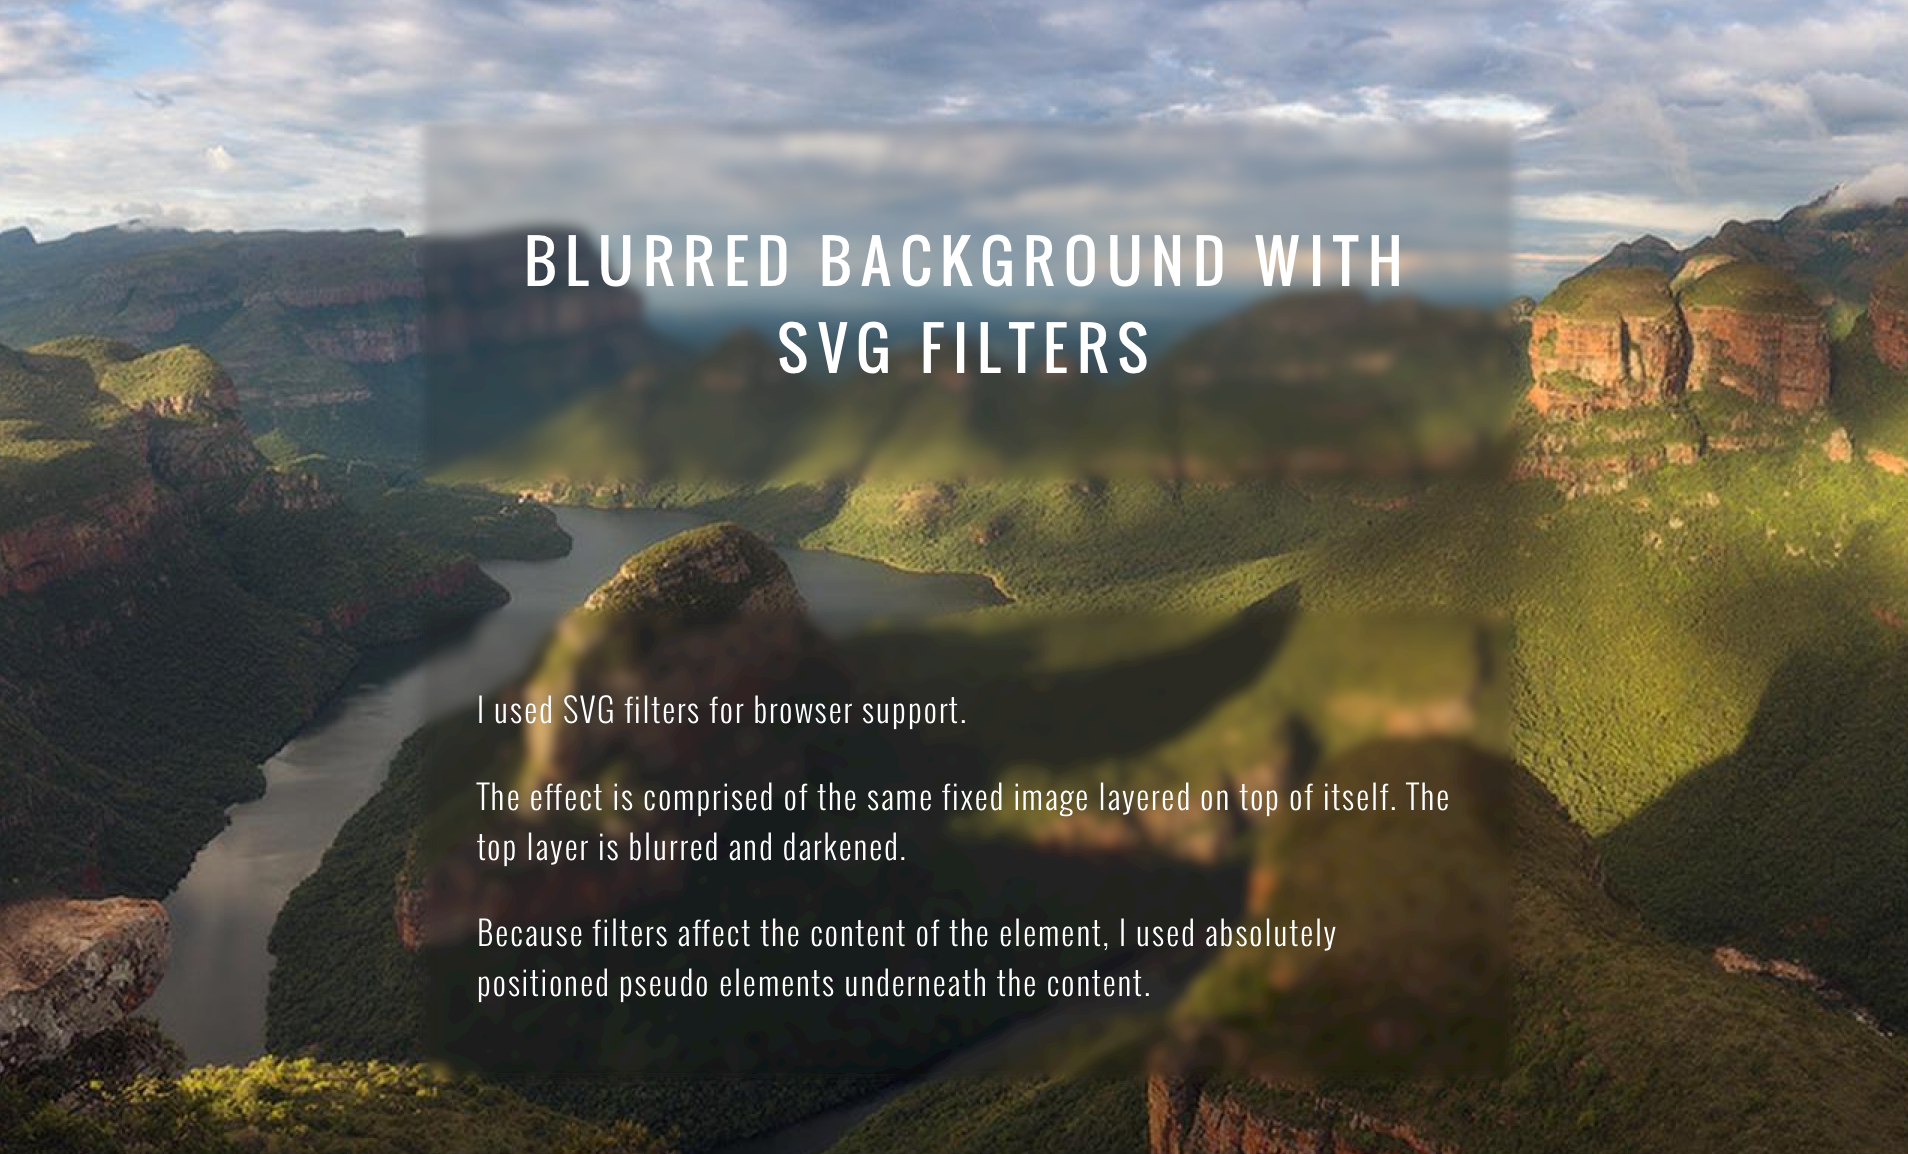 BLURRED BACKGROUND WITH
SVG FILTERS
I used SVG filters for browser support.
The effect is comprised of the same fixed image layered on top of itself. The
top layer is blurred and darkened.
Because filters affect the content of the element, I used absolutely
positioned pseudo elements underneath the content.